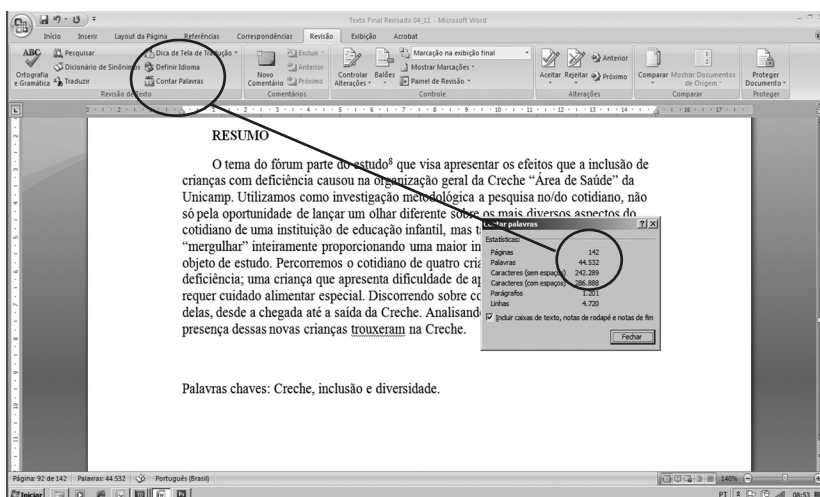 Texto Final Revisado 04_11 - Microsoft Word
Início Inserir Layout da Página Referências Correspondências Revisão Exibição Acrobat
ABC Pesquisar Dica de Tela de Tradução Excluir Marcação na exibição final Anterior
Dicionário de Sinônimos Definir Idioma Anterior Mostrar Marcações Próximo
Ortografia e Gramática Traduzir Contar Palavras Novo Comentário Próximo Controlar Alterações Balões Painel de Revisão Aceitar Rejeitar Comparar Mostrar Documentos de Origem Proteger Documento
Revisão de Texto Comentários Controle Alterações Comparar Proteger
RESUMO
O tema do fórum parte do estudo⁸ que visa apresentar os efeitos que a inclusão de
crianças com deficiência causou na organização geral da Creche “Área de Saúde” da
Unicamp. Utilizamos como investigação metodológica a pesquisa no/do cotidiano, não
só pela oportunidade de lançar um olhar diferente sobre os mais diversos aspectos do
cotidiano de uma instituição de educação infantil, mas
“mergulhar” inteiramente proporcionando uma maior
objeto de estudo. Percorremos o cotidiano de quatro
deficiência; uma criança que apresenta dificuldade de
requer cuidado alimentar especial. Discorrendo sobre
delas, desde a chegada até a saída da Creche. Analisando
presença dessas novas crianças trouxeram na Creche.
Palavras chaves: Creche, inclusão e diversidade.
Contar palavras
Estatísticas:
Páginas 142
Palavras 44.532
Caracteres (sem espaços) 242.289
Caracteres (com espaços) 286.888
Parágrafos 1.201
Linhas 4.720
Incluir caixas de texto, notas de rodapé e notas de fim
Fechar
Página: 92 de 142 Palavras: 44.532 Português (Brasil) 140%
Iniciar PT 08:53